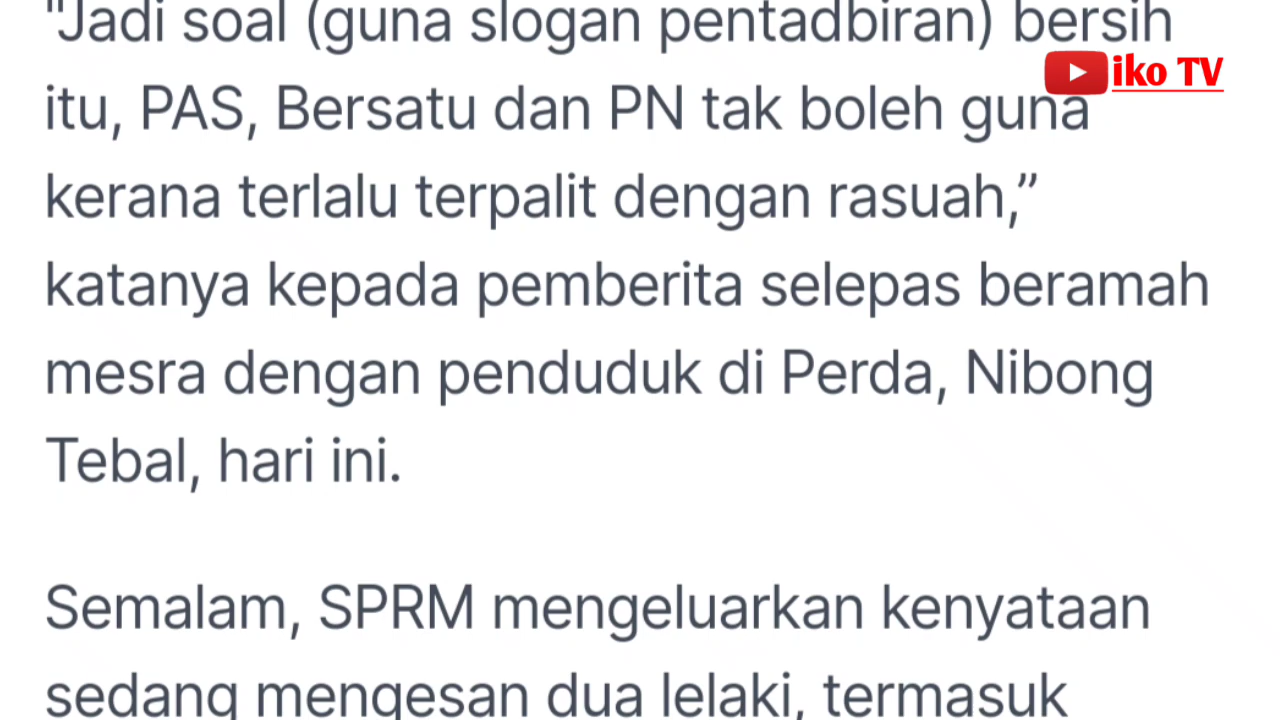 "Jadi soal (guna slogan pentadbiran) bersih
iko TV
itu, PAS, Bersatu dan PN tak boleh guna
kerana terlalu terpalit dengan rasuah,”
katanya kepada pemberita selepas beramah
mesra dengan penduduk di Perda, Nibong
Tebal, hari ini.
Semalam, SPRM mengeluarkan kenyataan
sedang mengesan dua lelaki, termasuk